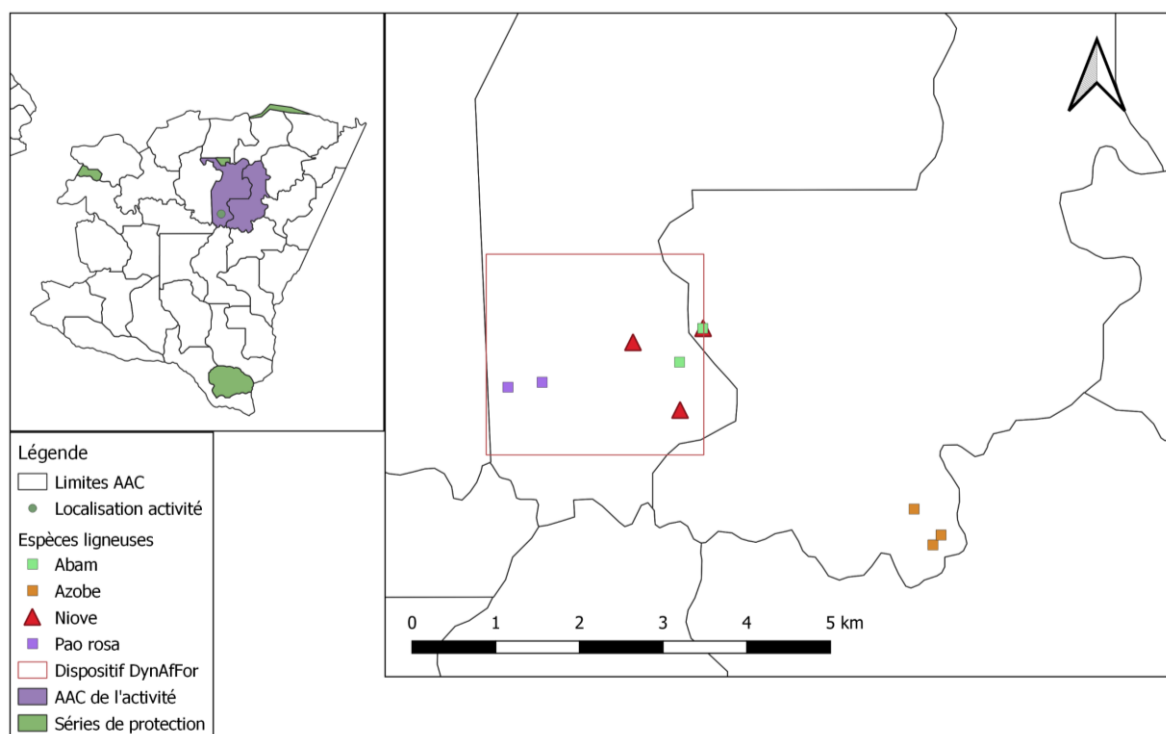 Légende
Limites AAC
Localisation activité
Espèces ligneuses
Abam
Azobe
Niove
Pao rosa
Dispositif DynAfFor
AAC de l'activité
Séries de protection
0 1 2 3 4 5 km